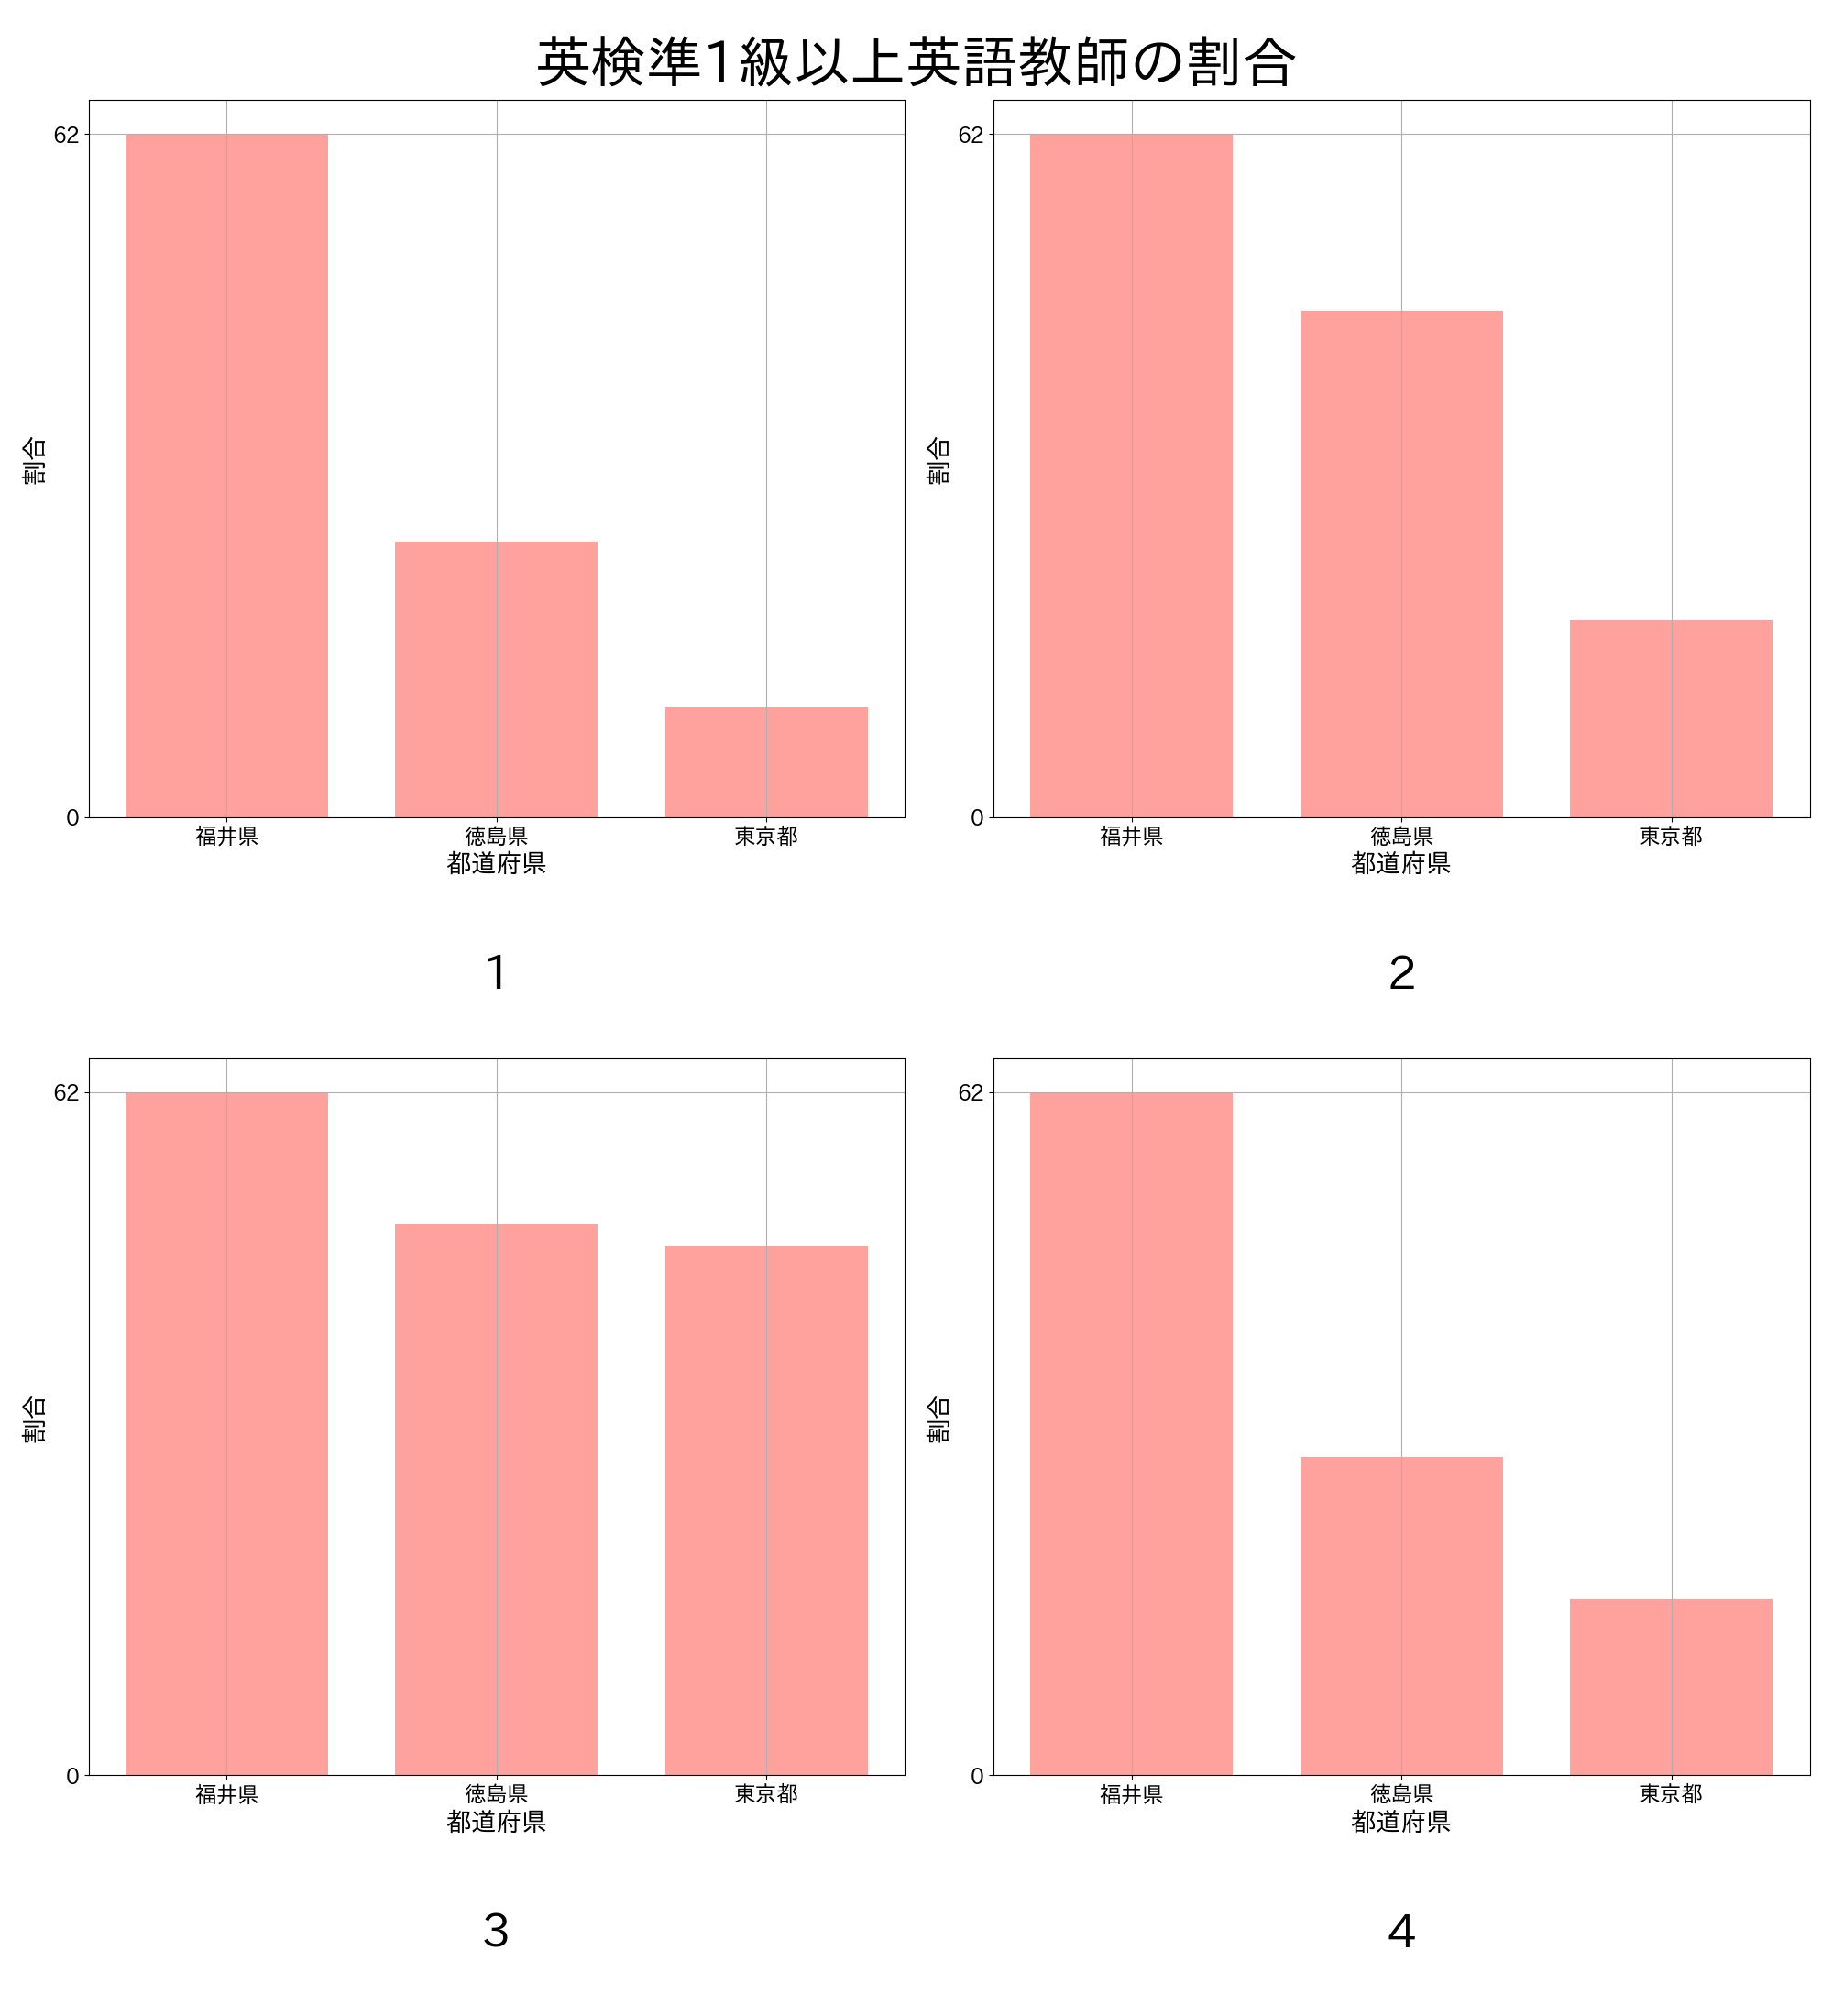 英検準1級以上英語教師の割合
62
割合
0
福井県 徳島県 東京都
都道府県
1
62
割合
0
福井県 徳島県 東京都
都道府県
2
62
割合
0
福井県 徳島県 東京都
都道府県
3
62
割合
0
福井県 徳島県 東京都
都道府県
4